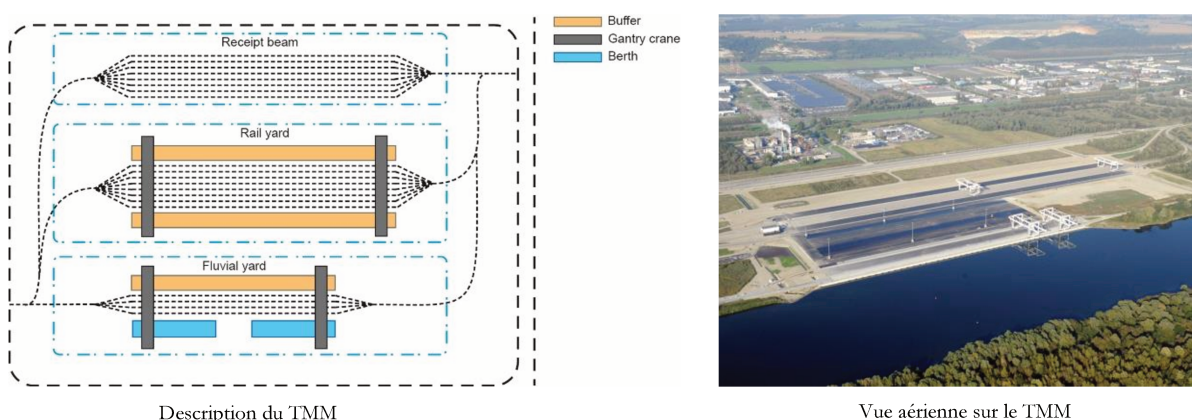 Receipt beam
Rail yard
Fluvial yard
Buffer
Gantry crane
Berth
Description du TMM
Vue aérienne sur le TMM